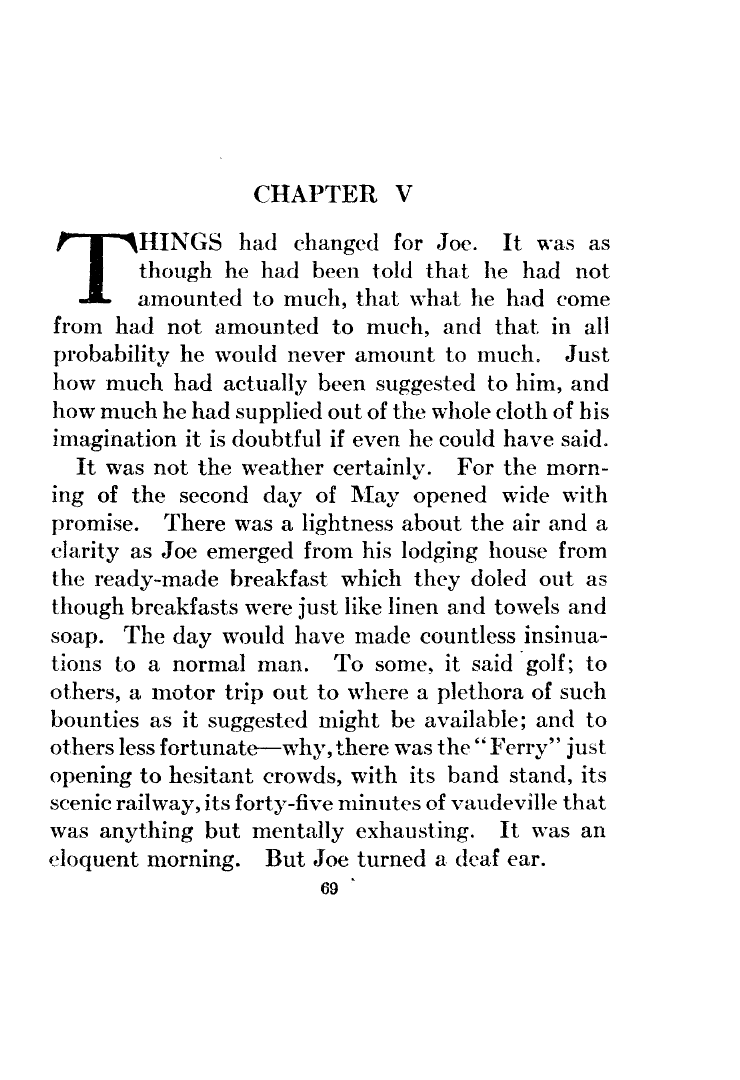 CHAPTER V
THINGS had changed for Joe. It was as
though he had been told that he had not
amounted to much, that what he had come
from had not amounted to much, and that in all
probability he would never amount to much. Just
how much had actually been suggested to him, and
how much he had supplied out of the whole cloth of his
imagination it is doubtful if even he could have said.
It was not the weather certainly. For the morn-
ing of the second day of May opened wide with
promise. There was a lightness about the air and a
clarity as Joe emerged from his lodging house from
the ready-made breakfast which they doled out as
though breakfasts were just like linen and towels and
soap. The day would have made countless insinua-
tions to a normal man. To some, it said golf; to
others, a motor trip out to where a plethora of such
bounties as it suggested might be available; and to
others less fortunate—why, there was the "Ferry" just
opening to hesitant crowds, with its band stand, its
scenic railway, its forty-five minutes of vaudeville that
was anything but mentally exhausting. It was an
eloquent morning. But Joe turned a deaf ear.
69